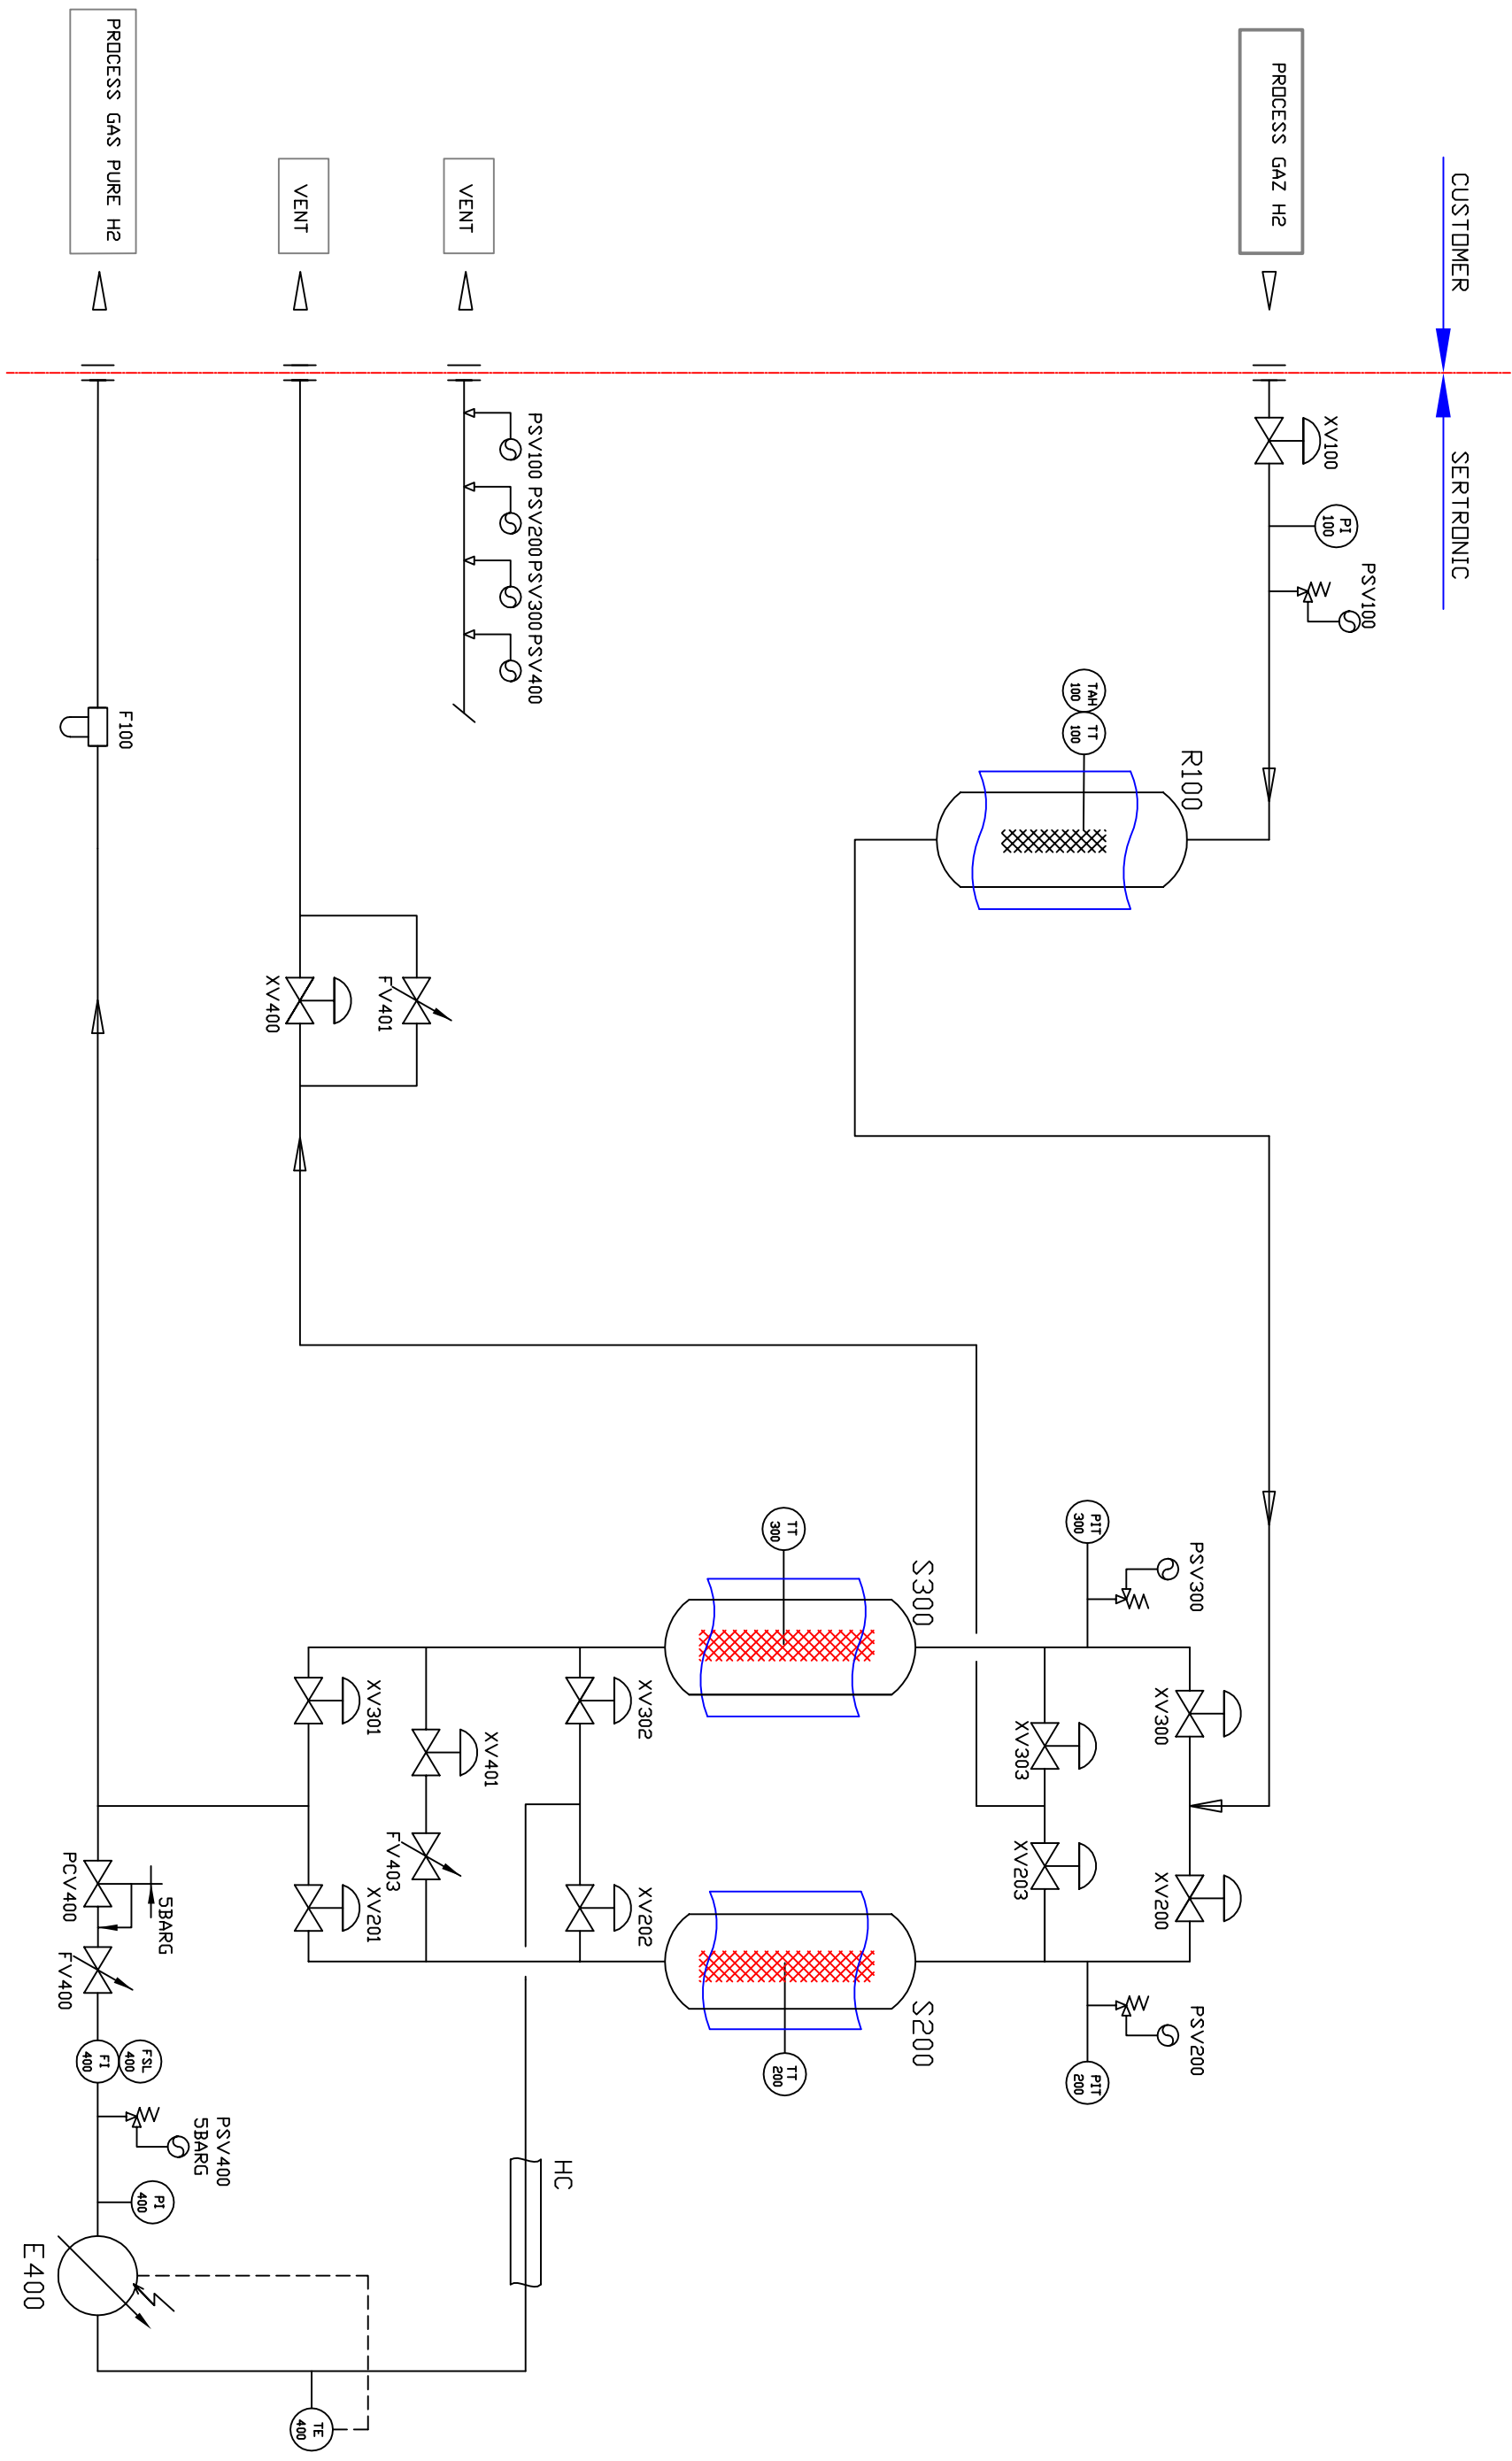 CUSTOMER
SERTRONIC
PROCESS GAZ H2
XV100
PI
100
PSV100
TAH
100
TT
100
R100
VENT
PSV100
PSV200
PSV300
PSV400
VENT
FV401
XV400
PROCESS GAS PURE H2
F100
PSV300
PIT
300
XV300
XV200
PSV200
PIT
200
XV303
XV203
S300
TT
300
S200
TT
200
XV302
XV202
XV401
FV403
XV301
XV201
HC
5BARG
PCV400
FV400
FSL
400
FI
400
PSV400
5BARG
PI
400
E400
TE
400